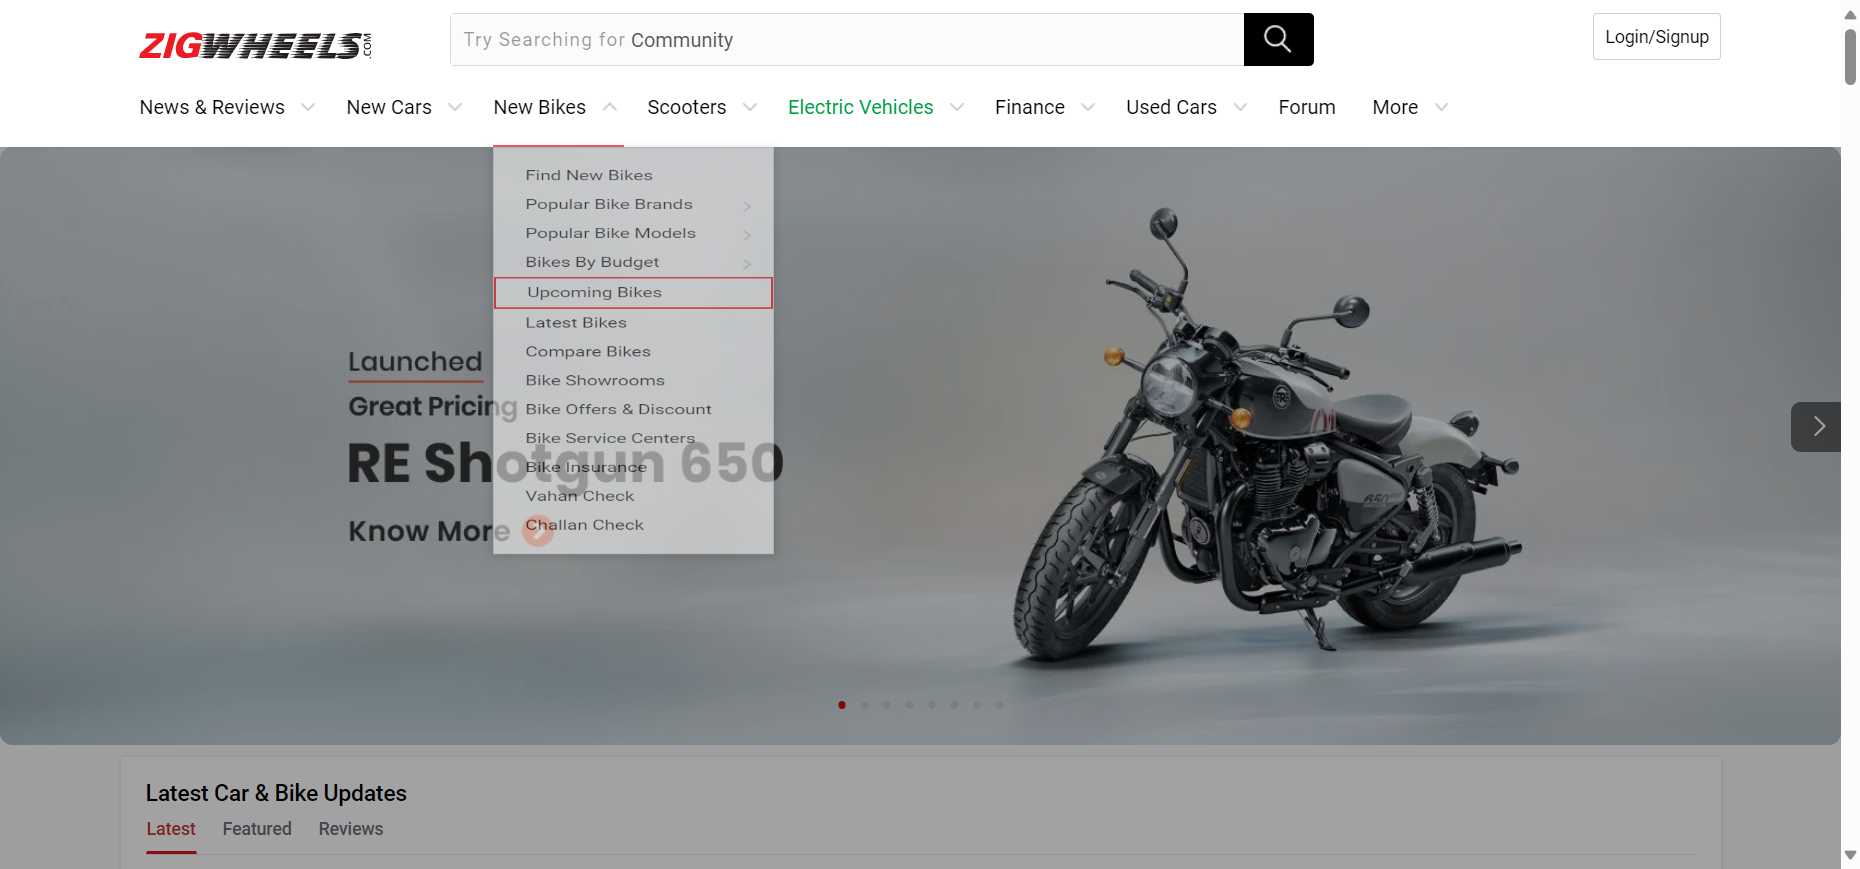 ZIGWHEELS.COM
Try Searching for Community
Login/Signup
News & Reviews
New Cars
New Bikes
Scooters
Electric Vehicles
Finance
Used Cars
Forum
More
Find New Bikes
Popular Bike Brands
Popular Bike Models
Bikes By Budget
Upcoming Bikes
Latest Bikes
Compare Bikes
Bike Showrooms
Bike Offers & Discount
Bike Service Centers
Bike Insurance
Vahan Check
Challan Check
Launched
Great Pricing
RE Shotgun 650
Know More
Latest Car & Bike Updates
Latest
Featured
Reviews